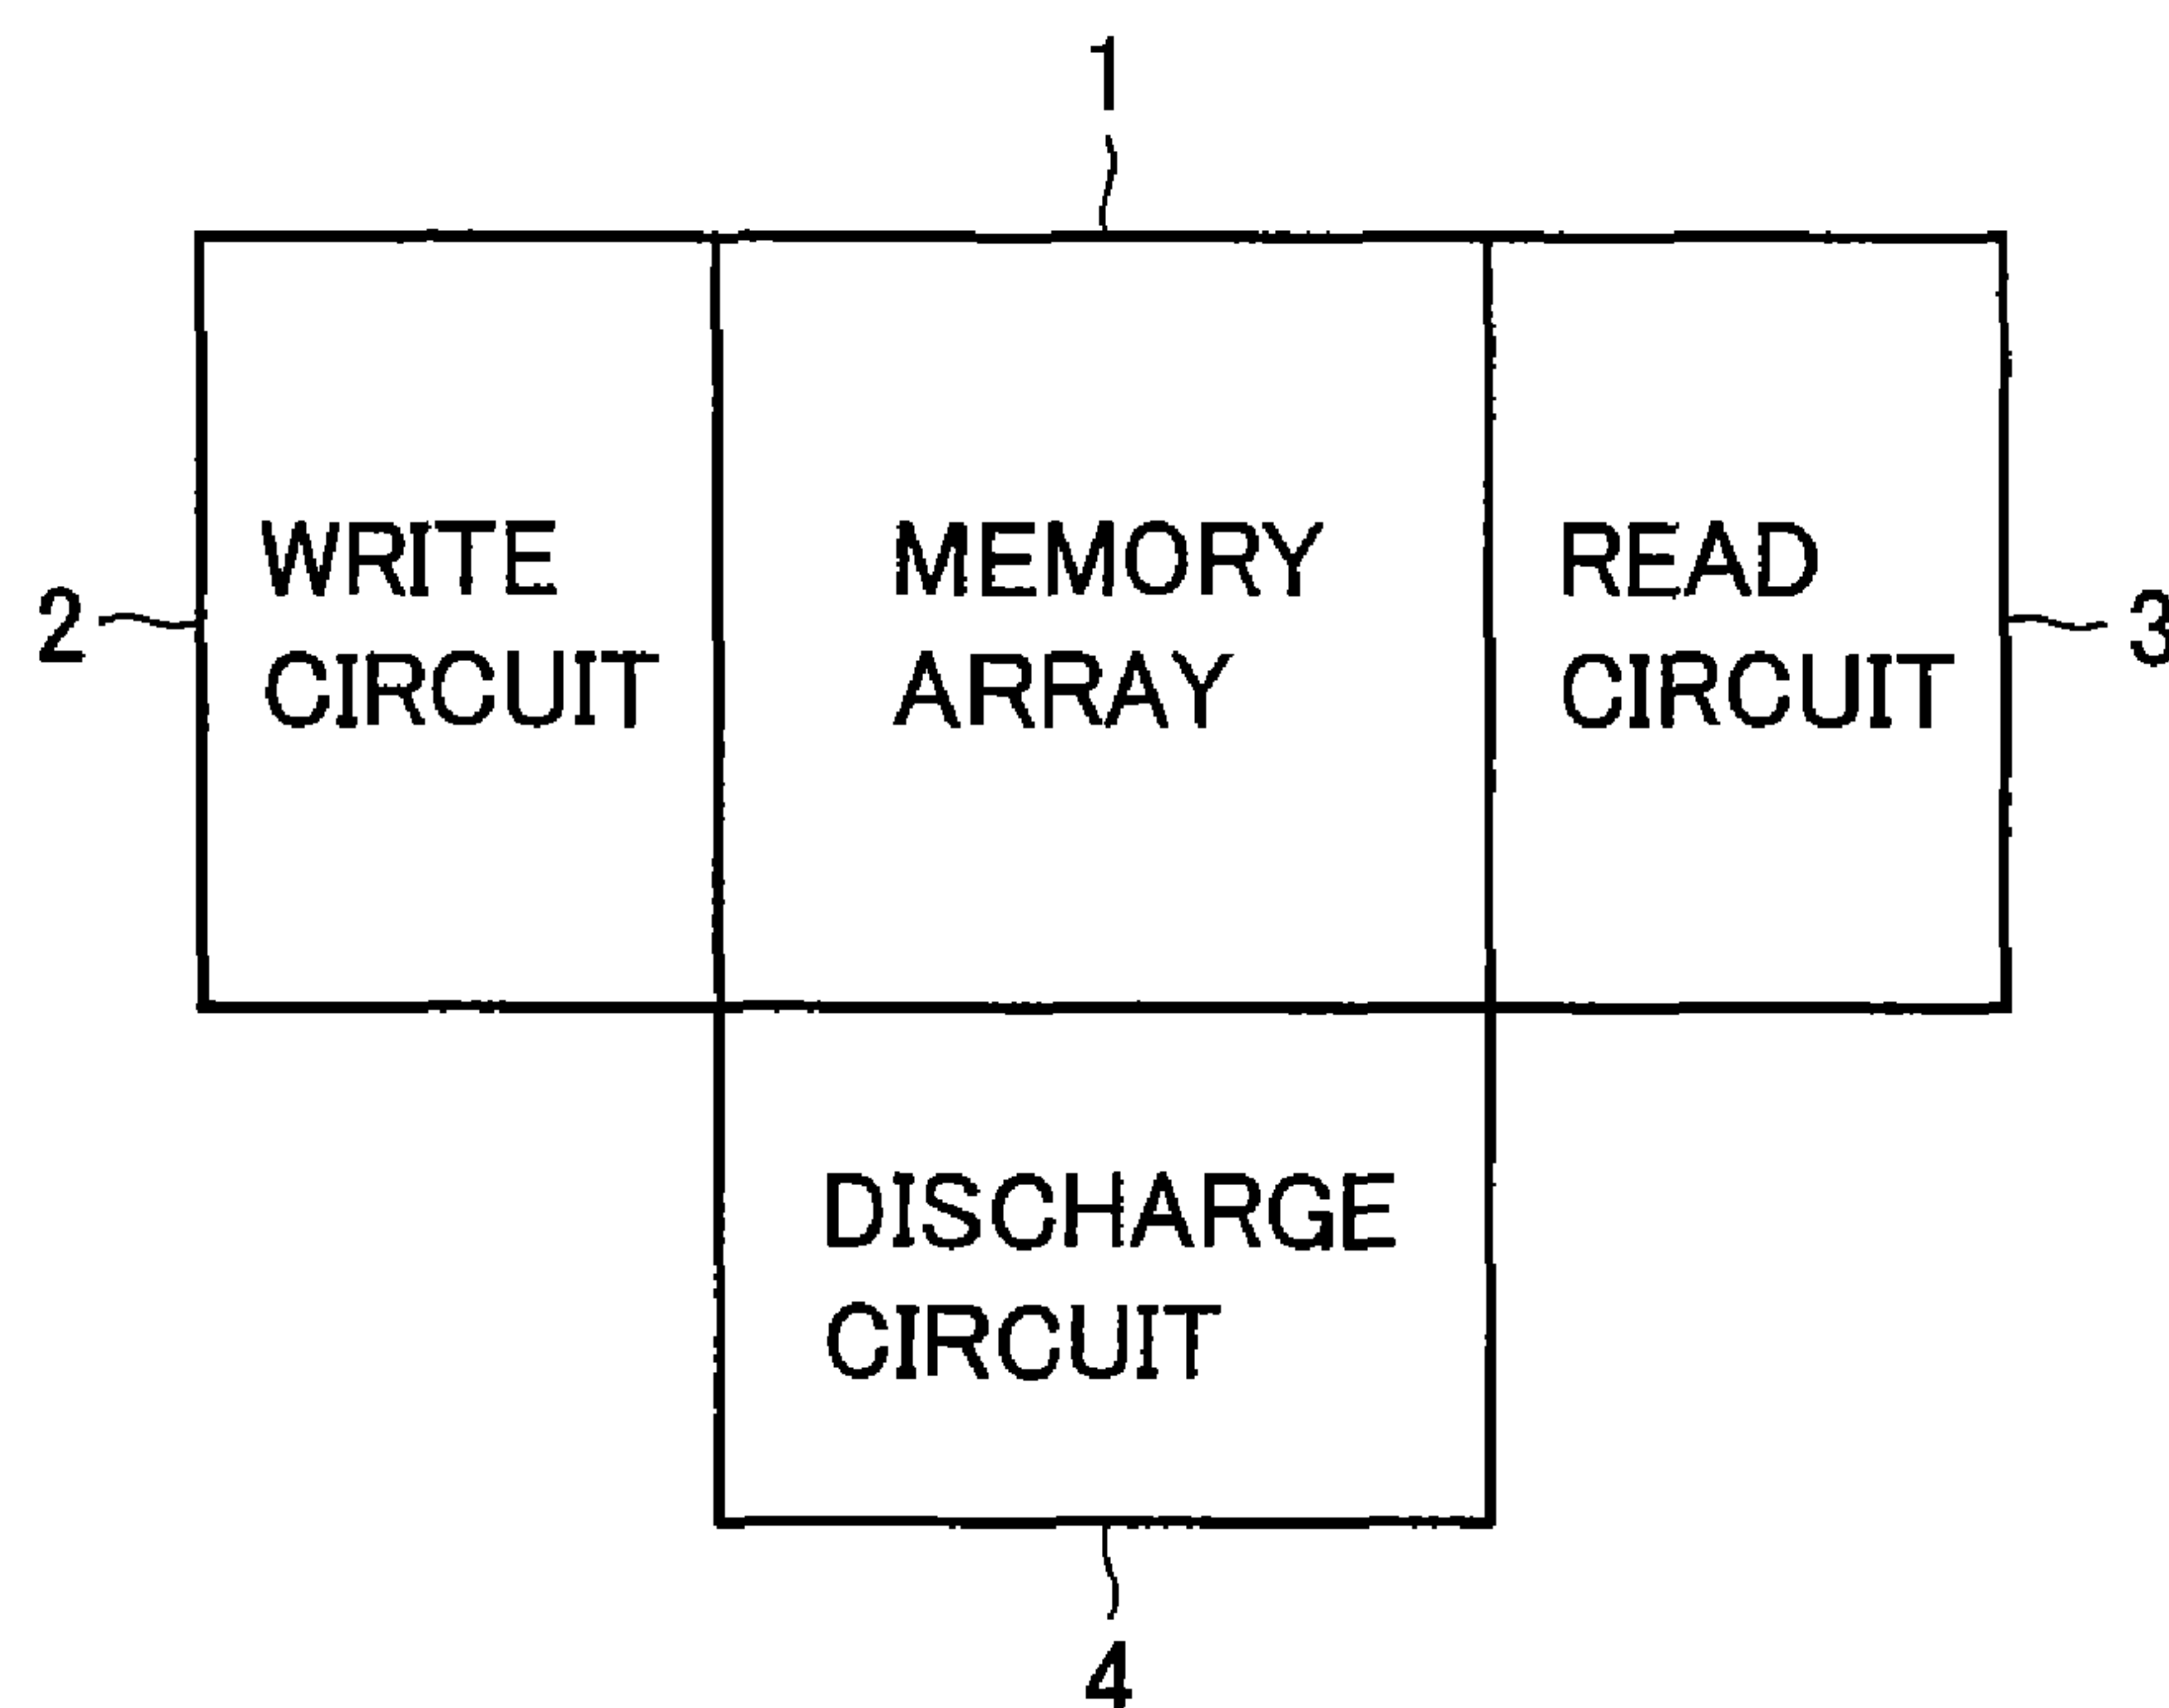 1
WRITE
CIRCUIT
MEMORY
ARRAY
READ
CIRCUIT
2
3
DISCHARGE
CIRCUIT
4